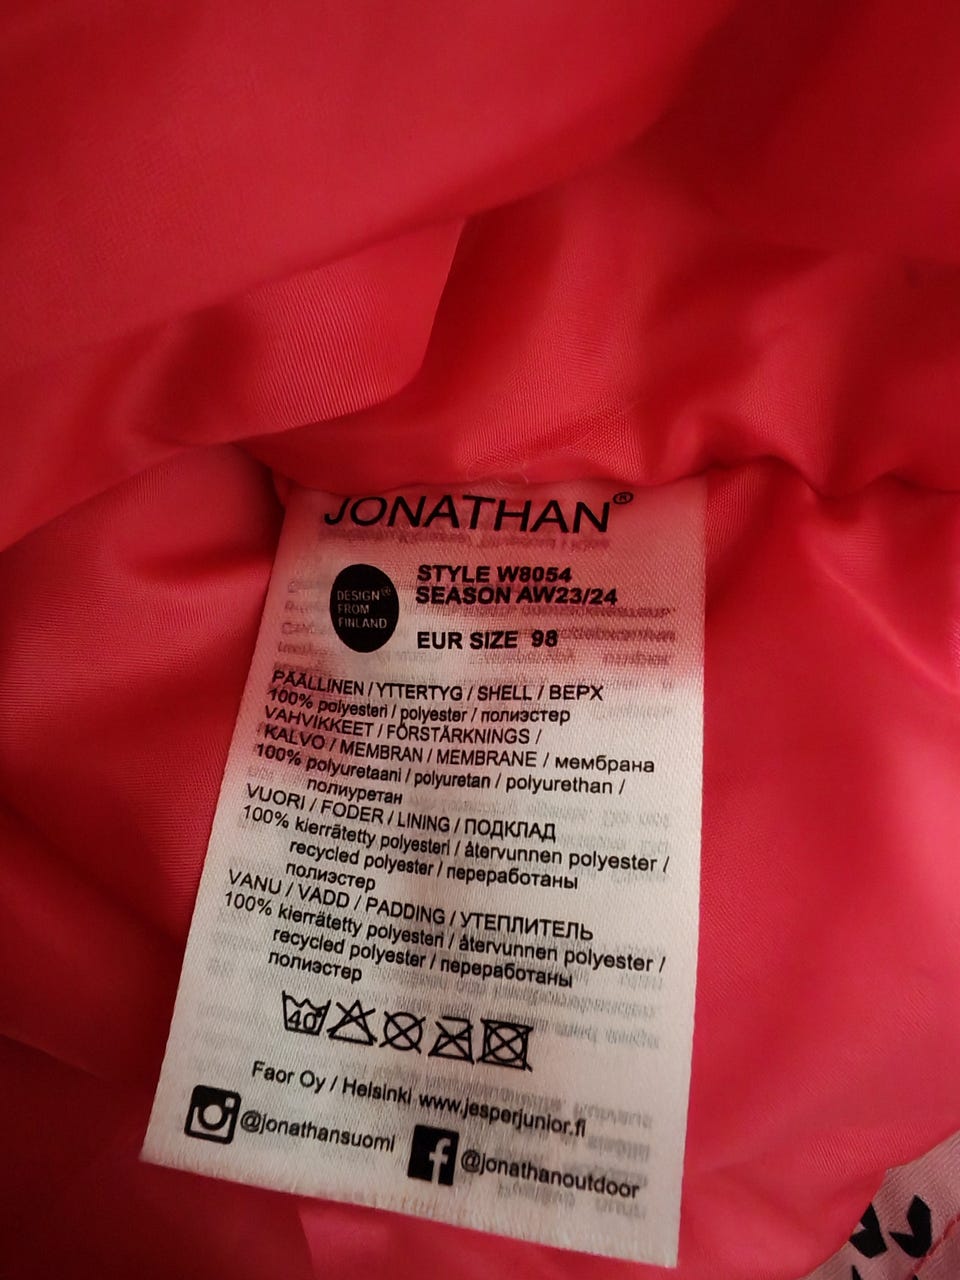 JONATHAN®
DESIGN®
FROM
FINLAND
STYLE W8054
SEASON AW23/24
EUR SIZE 98
PÄÄLLINEN / YTTERTYG / SHELL / ВЕРХ
100% polyesteri / polyester / полиэстер
VAHVIKKEET / FÖRSTÄRKNINGS /
KALVO / MEMBRAN / MEMBRANE / мембрана
100% polyuretaani / polyuretan / polyurethan /
полиуретан
VUORI / FODER / LINING / ПОДКЛАД
100% kierrätetty polyesteri / återvunnen polyester /
recycled polyester / переработаны
полиэстер
VANU / VADD / PADDING / УТЕПЛИТЕЛЬ
100% kierrätetty polyesteri / återvunnen polyester /
recycled polyester / переработаны
полиэстер
40
Faor Oy / Helsinki www.jesperjunior.fi
@jonathansuomi
f @jonathanoutdoor